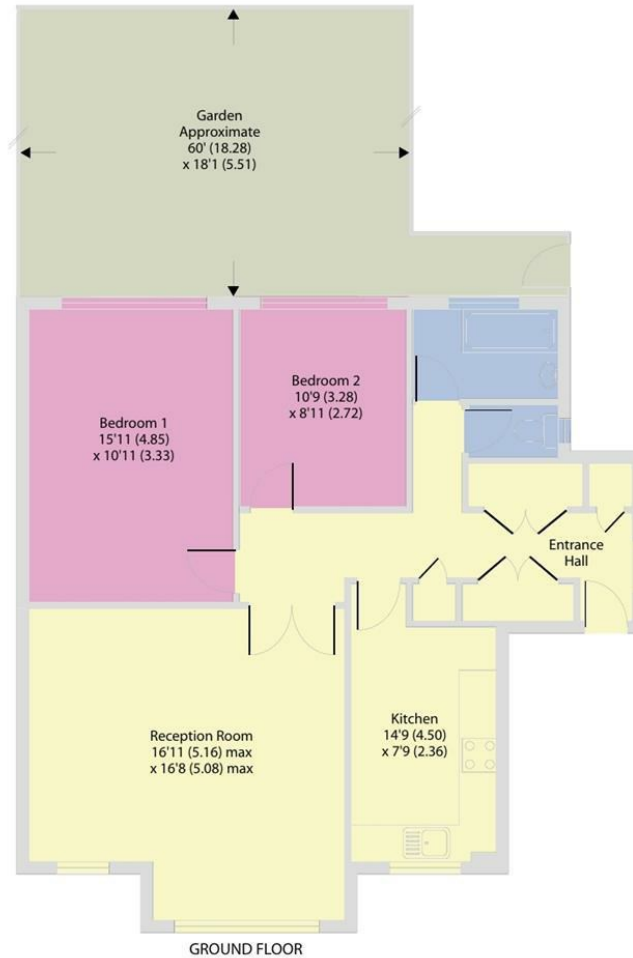 Garden
Approximate
60' (18.28)
x 18'1 (5.51)
Bedroom 1
15'11 (4.85)
x 10'11 (3.33)
Bedroom 2
10'9 (3.28)
x 8'11 (2.72)
Entrance
Hall
Reception Room
16'11 (5.16) max
x 16'8 (5.08) max
Kitchen
14'9 (4.50)
x 7'9 (2.36)
GROUND FLOOR